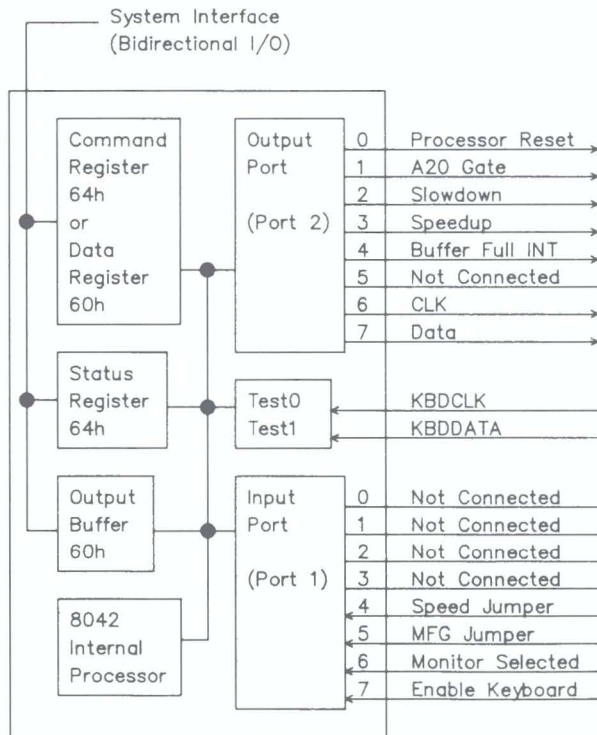 System Interface
(Bidirectional I/O)
Command
Register
64h
or
Data
Register
60h
Output
Port
(Port 2)
0 Processor Reset
1 A20 Gate
2 Slowdown
3 Speedup
4 Buffer Full INT
5 Not Connected
6 CLK
7 Data
Status
Register
64h
Test0
Test1
KBDCLK
KBDDATA
Output
Buffer
60h
Input
Port
(Port 1)
0 Not Connected
1 Not Connected
2 Not Connected
3 Not Connected
4 Speed Jumper
5 MFG Jumper
6 Monitor Selected
7 Enable Keyboard
8042
Internal
Processor